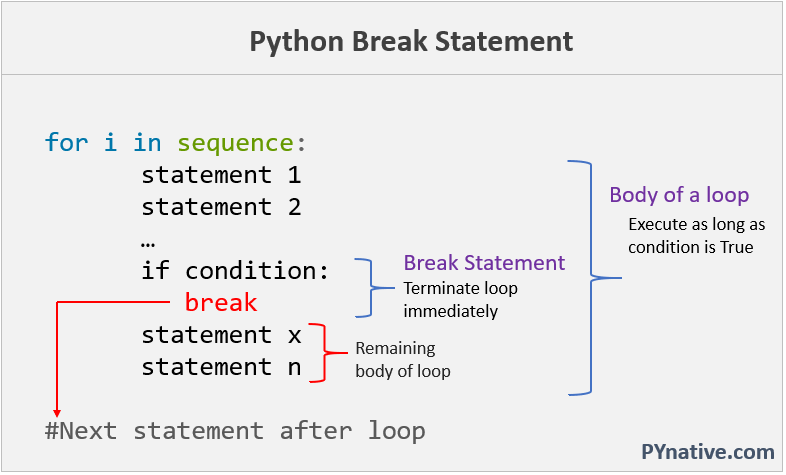 Python Break Statement
for i in sequence:
statement 1
statement 2
…
if condition:
break
statement x
statement n
#Next statement after loop
Break Statement
Terminate loop
immediately
Remaining
body of loop
Body of a loop
Execute as long as
condition is True
PYnative.com